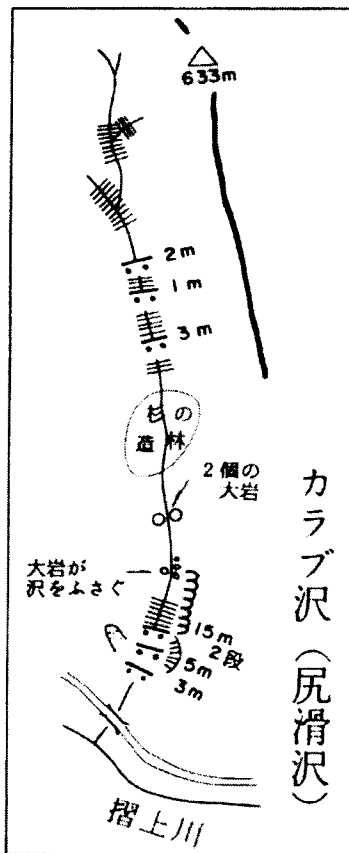 633m
2m
1m
3m
杉の
造林
2個の
大岩
大岩が
沢をふさぐ
15m
2段
5m
3m
カラブ沢(尻滑沢)
摺上川